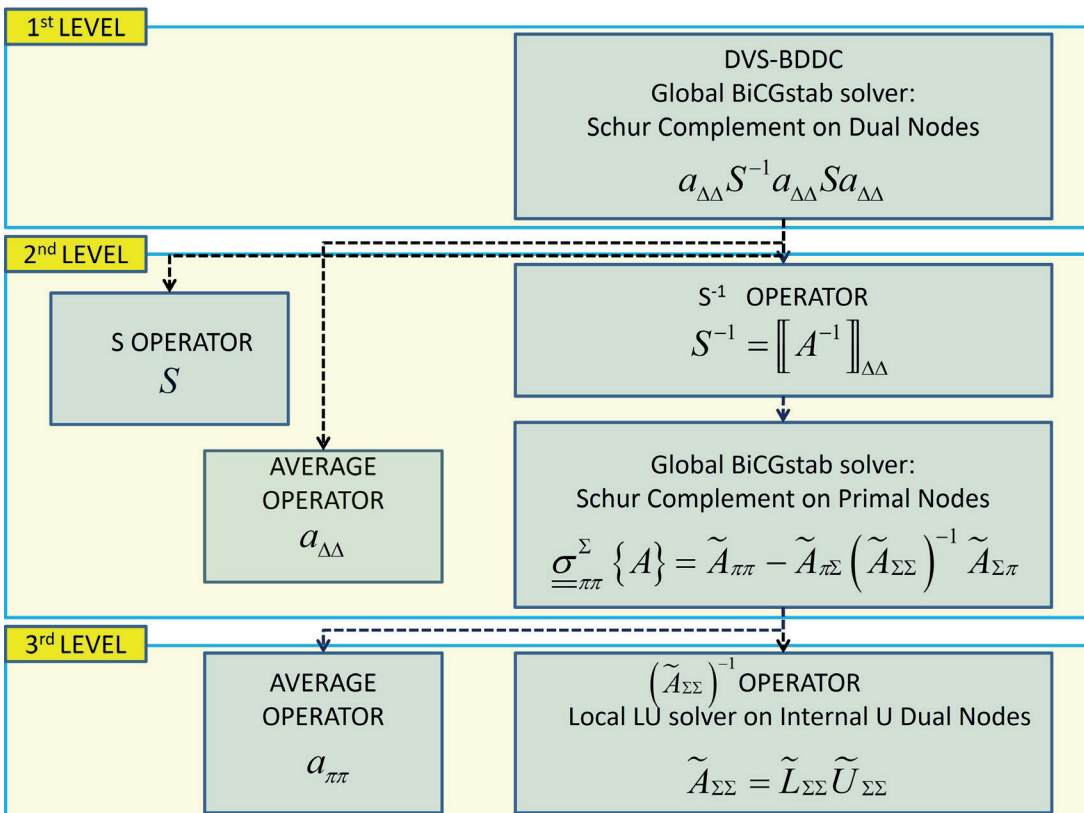 1st LEVEL
DVS-BDDC
Global BiCGstab solver:
Schur Complement on Dual Nodes
a_ΔΔ S^−1 a_ΔΔ S a_ΔΔ
2nd LEVEL
S OPERATOR
S
S-1 OPERATOR
S^−1 = ⟦A^−1⟧_ΔΔ
AVERAGE
OPERATOR
a_ΔΔ
Global BiCGstab solver:
Schur Complement on Primal Nodes
σ^Σ_ππ {A} = Ã_ππ − Ã_πΣ (Ã_ΣΣ)^−1 Ã_Σπ
3rd LEVEL
AVERAGE
OPERATOR
a_ππ
(Ã_ΣΣ)^−1 OPERATOR
Local LU solver on Internal U Dual Nodes
Ã_ΣΣ = L̃_ΣΣ Ũ_ΣΣ